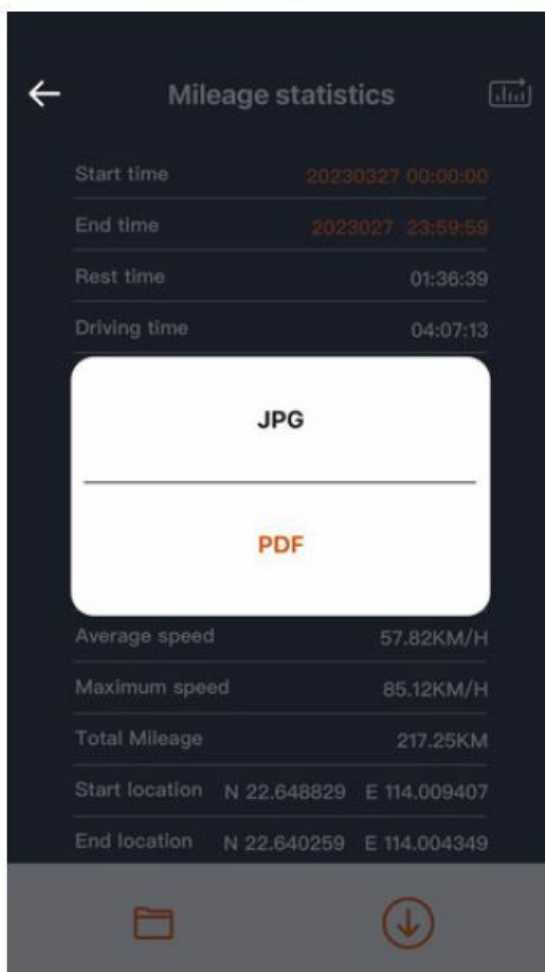 Mileage statistics
Start time 20230327 00:00:00
End time 2023027 23:59:59
Rest time 01:36:39
Driving time 04:07:13
JPG
PDF
Average speed 57.82KM/H
Maximum speed 85.12KM/H
Total Mileage 217.25KM
Start location N 22.648829 E 114.009407
End location N 22.640259 E 114.004349